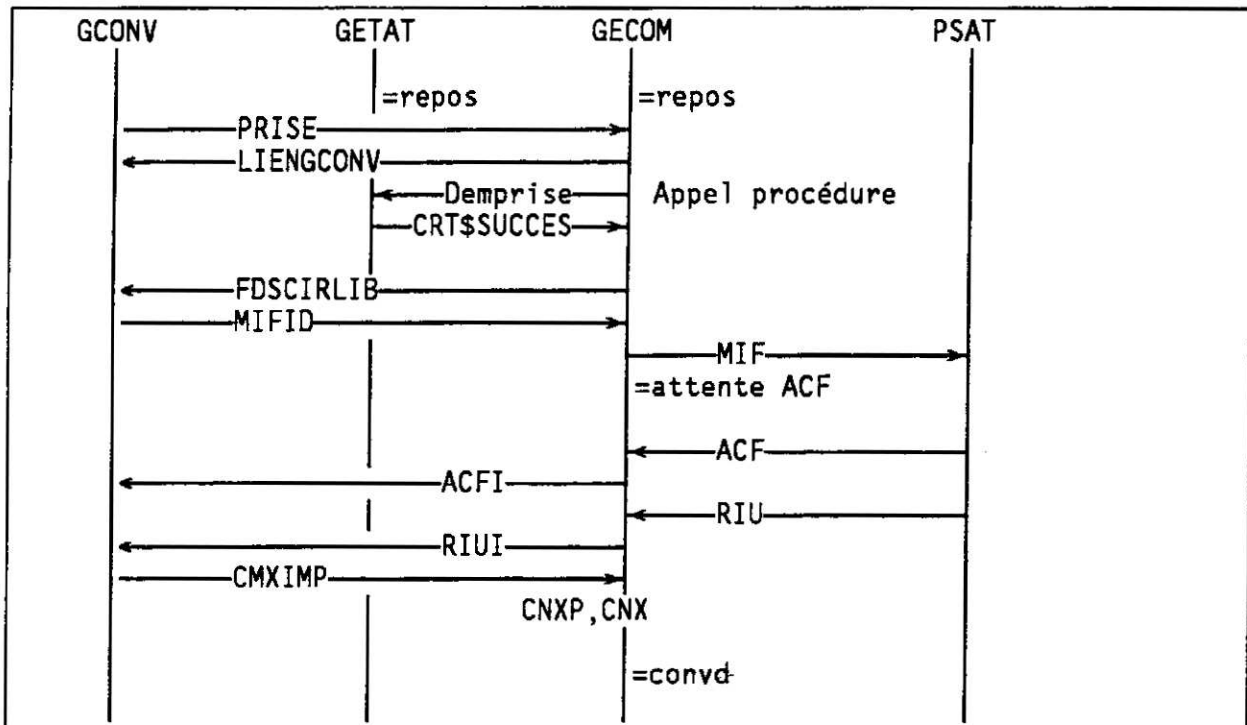 GCONV GETAT GECOM PSAT
=repos =repos
PRISE
LIENGCONV
Demprise Appel procédure
CRT$SUCCES
FDSCIRLIB
MIFID
MIF
=attente ACF
ACF
ACFI
RIU
RIUI
CMXIMP
CNXP,CNX
=convd